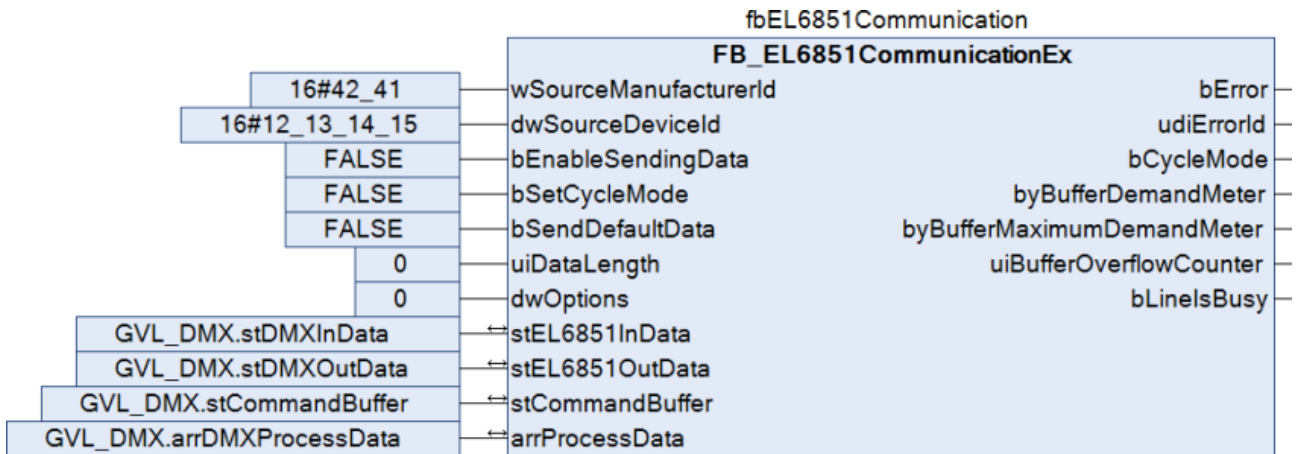 fbEL6851Communication
FB_EL6851CommunicationEx
16#42_41 wSourceManufacturerId bError
16#12_13_14_15 dwSourceDeviceId udiErrorId
FALSE bEnableSendingData bCycleMode
FALSE bSetCycleMode byBufferDemandMeter
FALSE bSendDefaultData byBufferMaximumDemandMeter
0 uiDataLength uiBufferOverflowCounter
0 dwOptions bLineIsBusy
GVL_DMX.stDMXInData stEL6851InData
GVL_DMX.stDMXOutData stEL6851OutData
GVL_DMX.stCommandBuffer stCommandBuffer
GVL_DMX.arrDMXProcessData arrProcessData